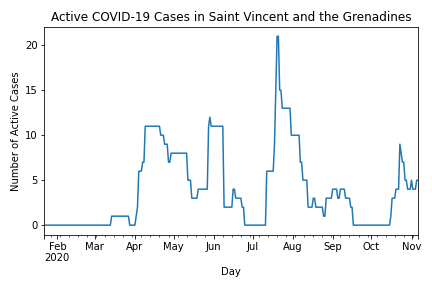 Active COVID-19 Cases in Saint Vincent and the Grenadines
Number of Active Cases
20
15
10
5
0
Feb Mar Apr May Jun Jul Aug Sep Oct Nov
2020
Day